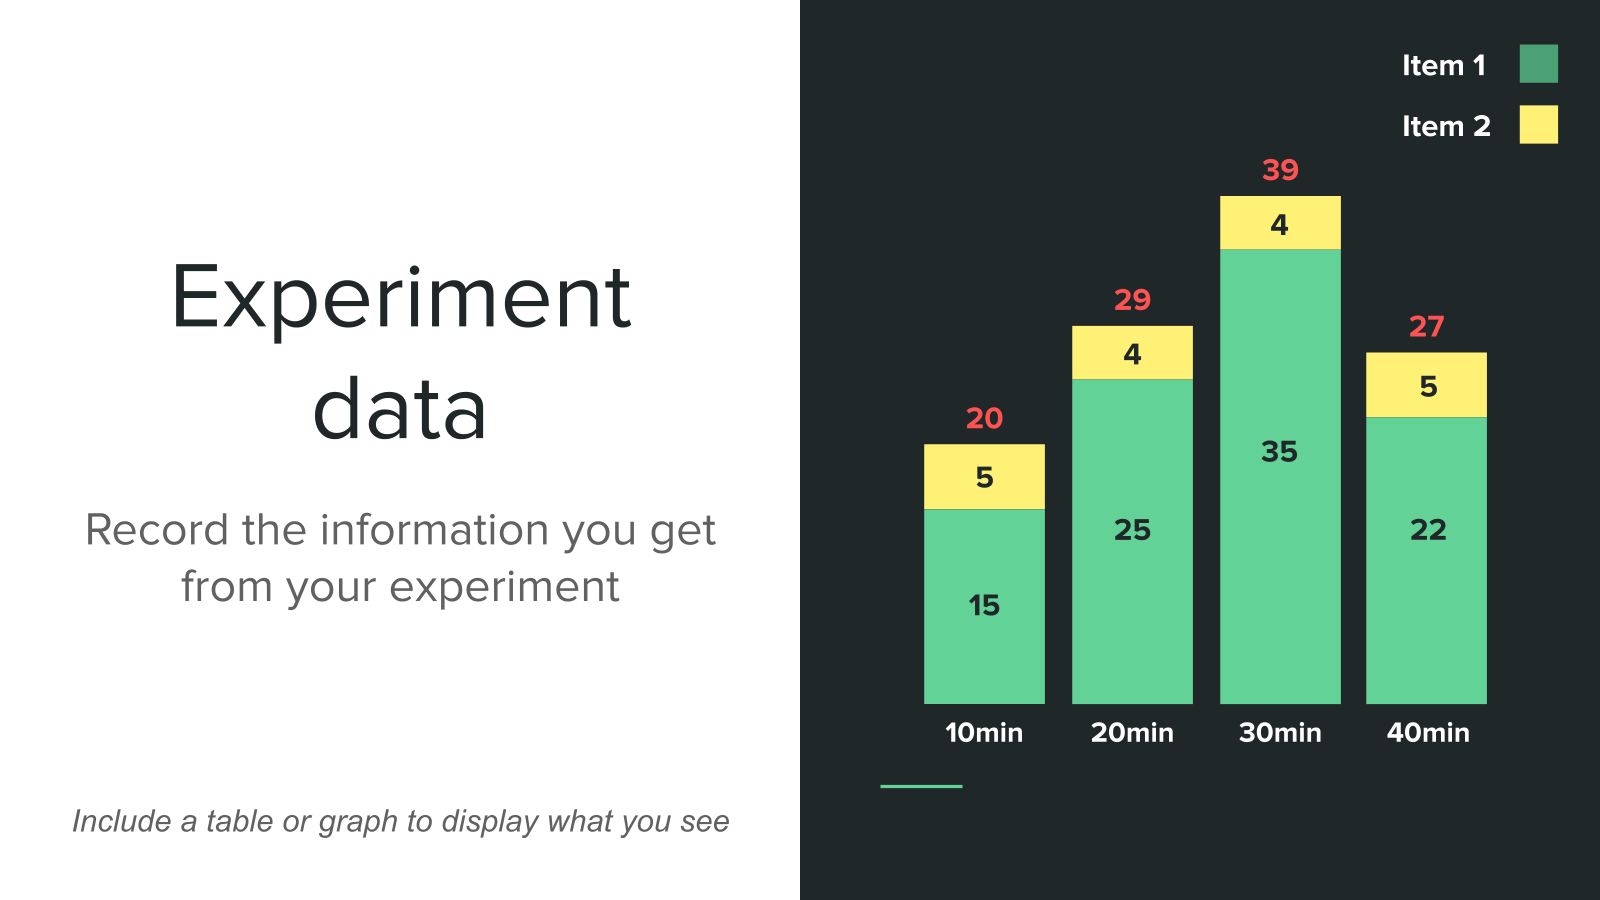 Experiment
data
Record the information you get
from your experiment
Include a table or graph to display what you see
Item 1
Item 2
39
4
29
4
27
5
20
5
35
25
22
15
10min 20min 30min 40min